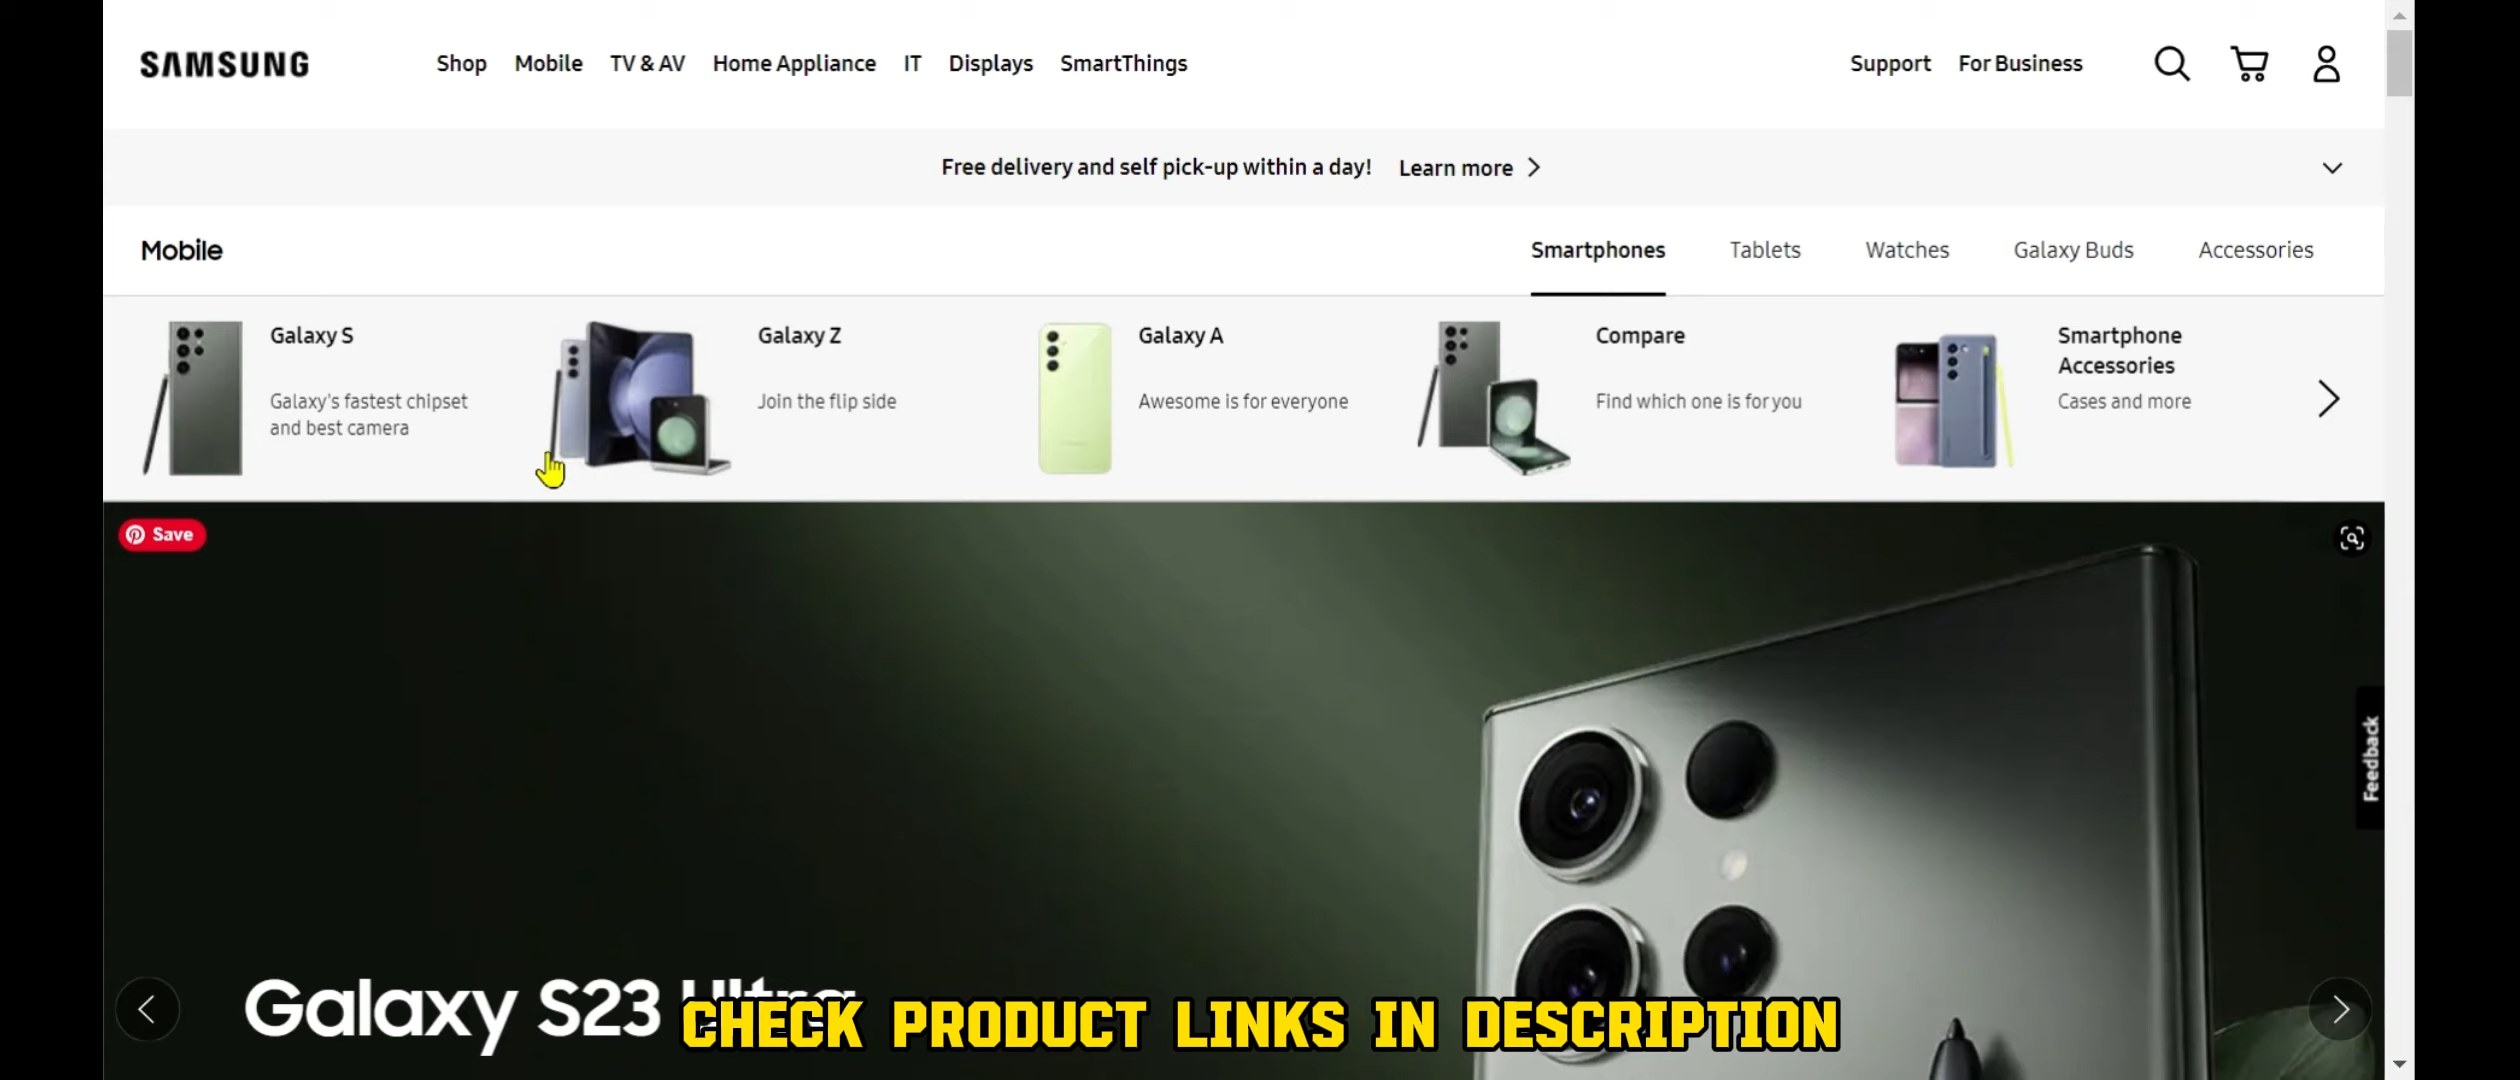 SAMSUNG
Shop Mobile TV & AV Home Appliance IT Displays SmartThings
Support For Business
Free delivery and self pick-up within a day! Learn more
Mobile
Smartphones Tablets Watches Galaxy Buds Accessories
Galaxy S
Galaxy's fastest chipset
and best camera
Galaxy Z
Join the flip side
Galaxy A
Awesome is for everyone
Compare
Find which one is for you
Smartphone
Accessories
Cases and more
Save
Feedback
Galaxy S23 Ultra
CHECK PRODUCT LINKS IN DESCRIPTION